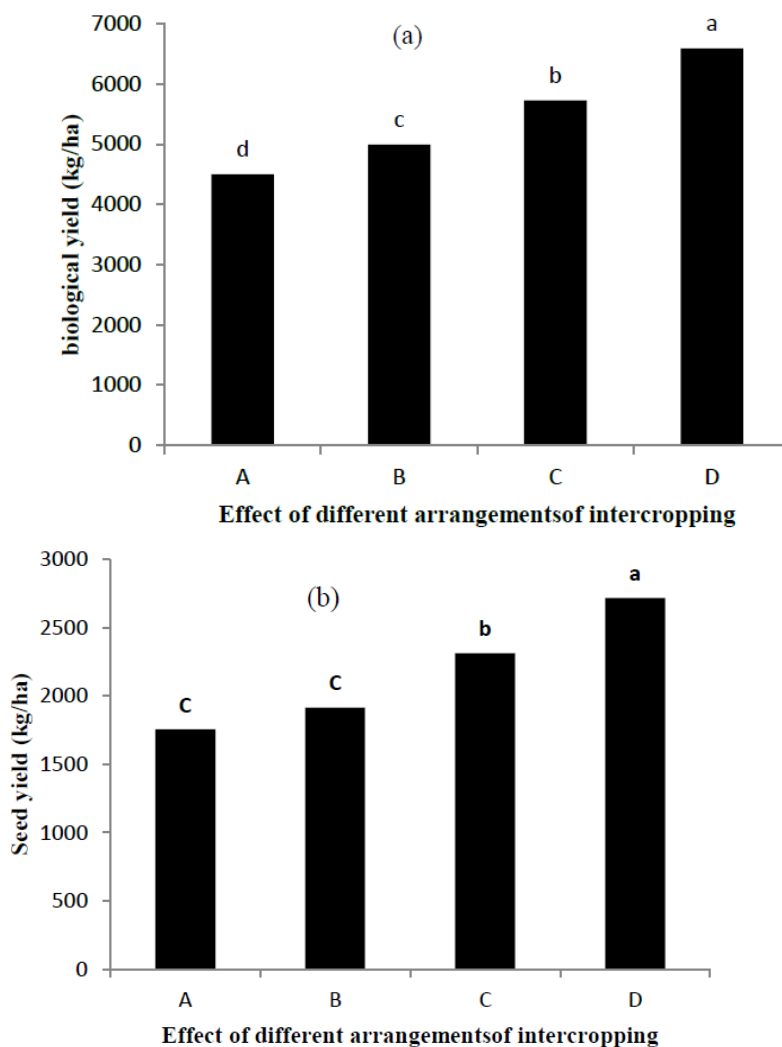 (a)
biological yield (kg/ha)
7000
6000
5000
4000
3000
2000
1000
0
d
c
b
a
A B C D
Effect of different arrangementsof intercropping
(b)
Seed yield (kg/ha)
3000
2500
2000
1500
1000
500
0
C
C
b
a
A B C D
Effect of different arrangementsof intercropping